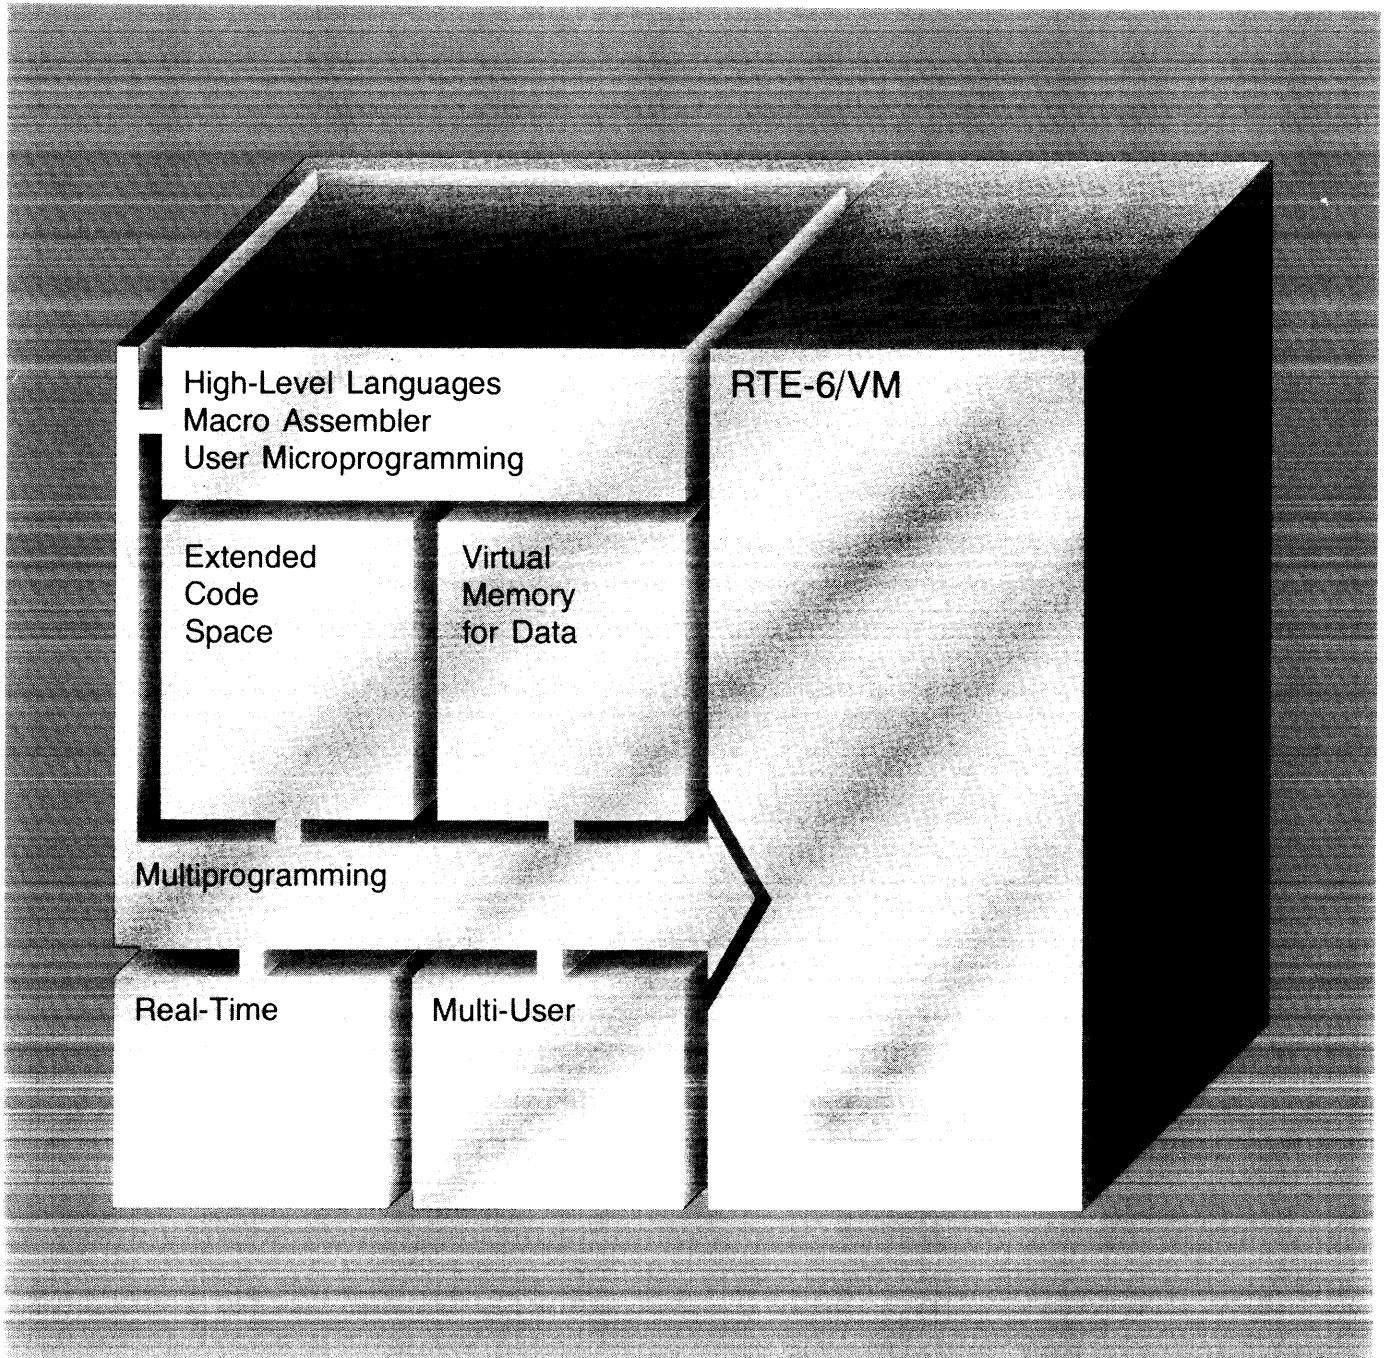 High-Level Languages
Macro Assembler
User Microprogramming
RTE-6/VM
Extended
Code
Space
Virtual
Memory
for Data
Multiprogramming
Real-Time
Multi-User